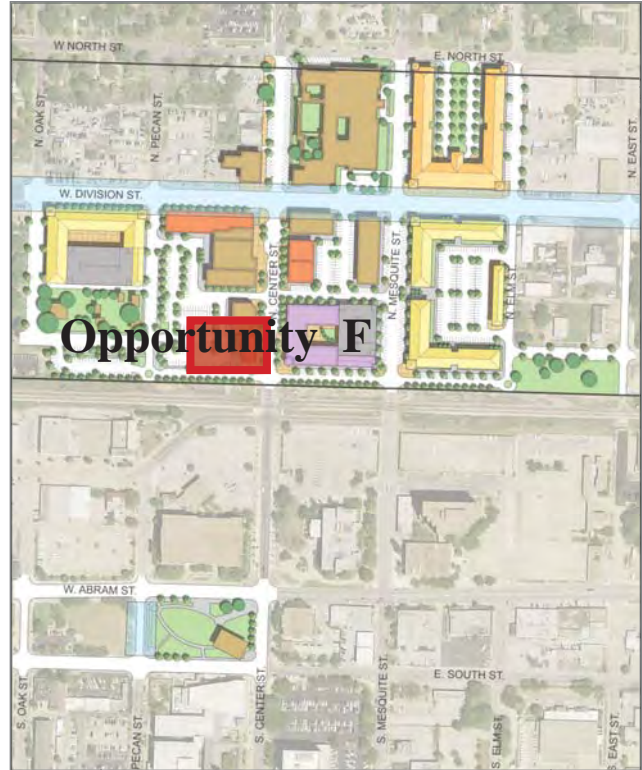 W NORTH ST.
E. NORTH ST.
N. OAK ST.
N. PECAN ST.
N. EAST ST.
W. DIVISION ST.
N. CENTER ST.
N. MESQUITE ST.
N. ELM ST.
Opportunity F
W. ABRAM ST.
E. SOUTH ST.
S. OAK ST.
PECAN ST.
S. CENTER ST.
S. MESQUITE ST.
S. ELM ST.
S. EAST ST.